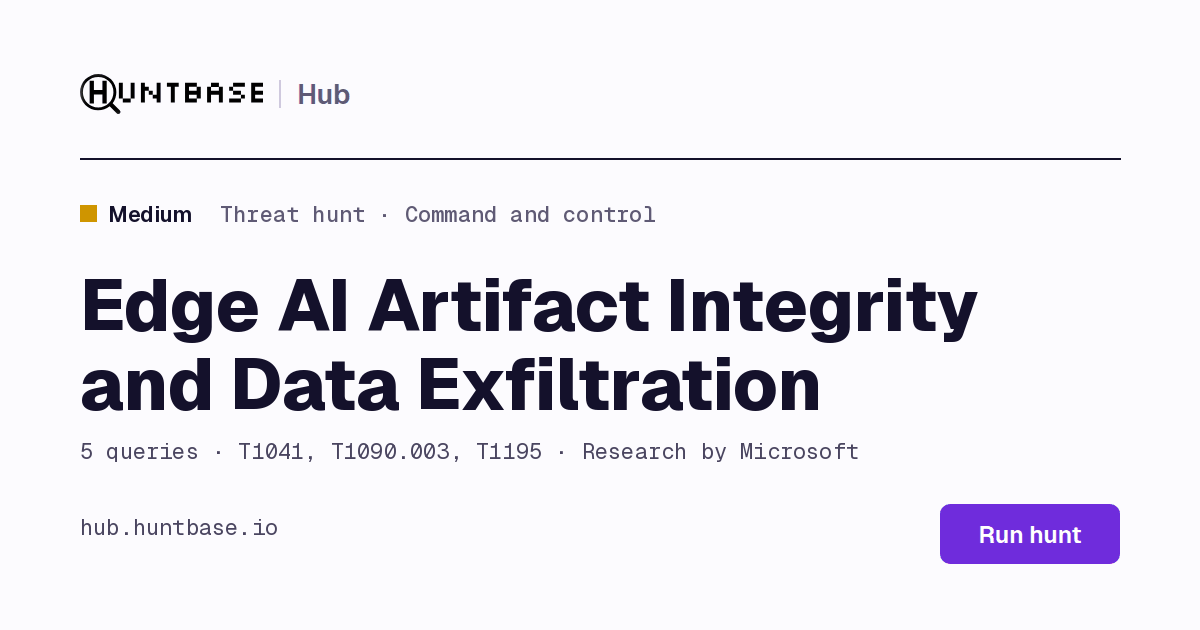 HUNTBASE Hub
Medium Threat hunt · Command and control
Edge AI Artifact Integrity
and Data Exfiltration
5 queries · T1041, T1090.003, T1195 · Research by Microsoft
hub.huntbase.io
Run hunt